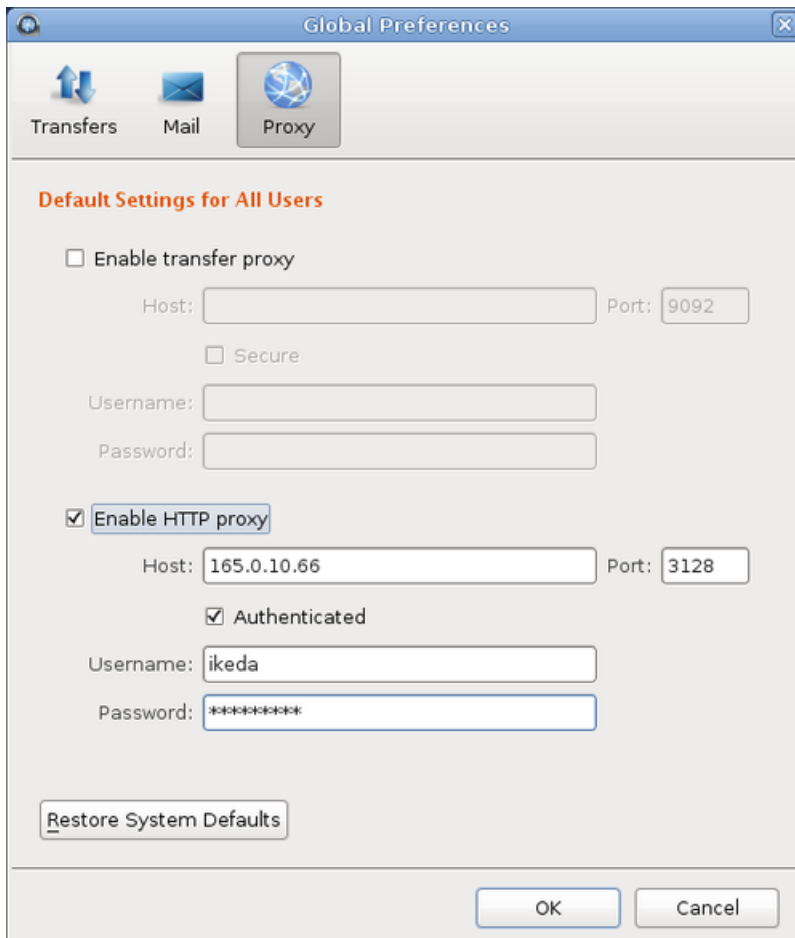 Global Preferences
Transfers Mail Proxy
Default Settings for All Users
Enable transfer proxy
Host: Port: 9092
Secure
Username:
Password:
Enable HTTP proxy
Host: 165.0.10.66 Port: 3128
Authenticated
Username: ikeda
Password: **********
Restore System Defaults
OK Cancel